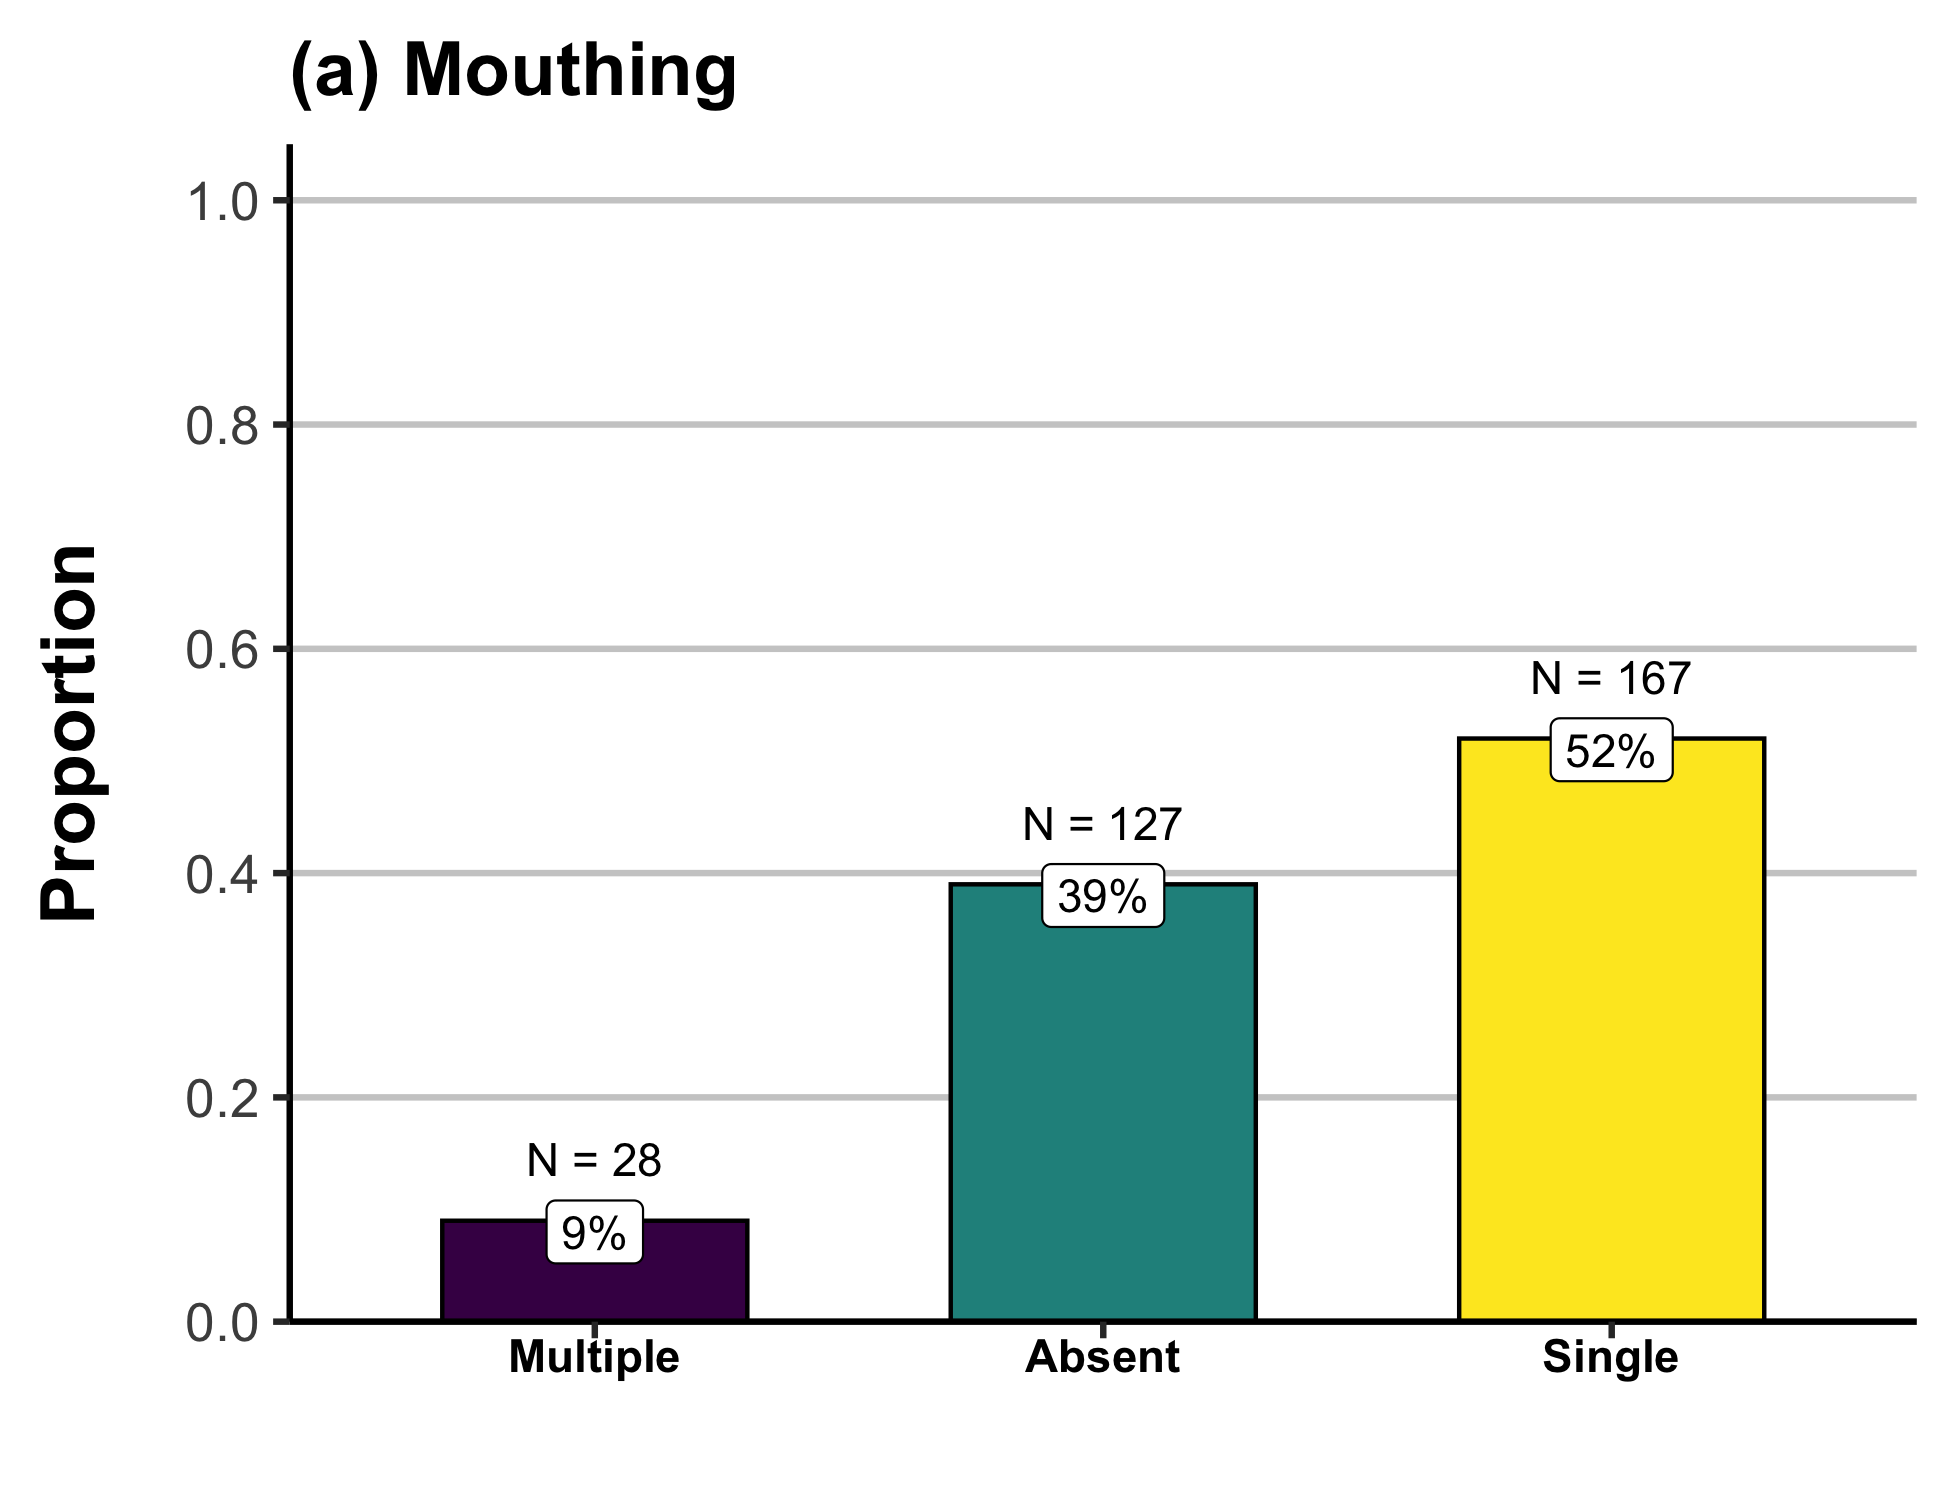 (a) Mouthing
Proportion
1.0
0.8
0.6
0.4
0.2
0.0
N = 28
9%
N = 127
39%
N = 167
52%
Multiple
Absent
Single